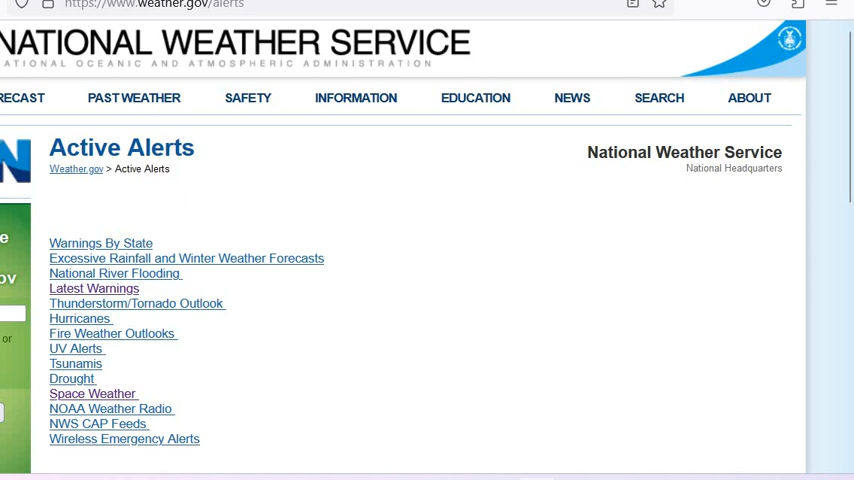 https://www.weather.gov/alerts
NATIONAL WEATHER SERVICE
NATIONAL OCEANIC AND ATMOSPHERIC ADMINISTRATION
RECAST PAST WEATHER SAFETY INFORMATION EDUCATION NEWS SEARCH ABOUT
Active Alerts
Weather.gov > Active Alerts
National Weather Service
National Headquarters
Warnings By State
Excessive Rainfall and Winter Weather Forecasts
National River Flooding
Latest Warnings
Thunderstorm/Tornado Outlook
Hurricanes
Fire Weather Outlooks
UV Alerts
Tsunamis
Drought
Space Weather
NOAA Weather Radio
NWS CAP Feeds
Wireless Emergency Alerts
N
e
ov
or